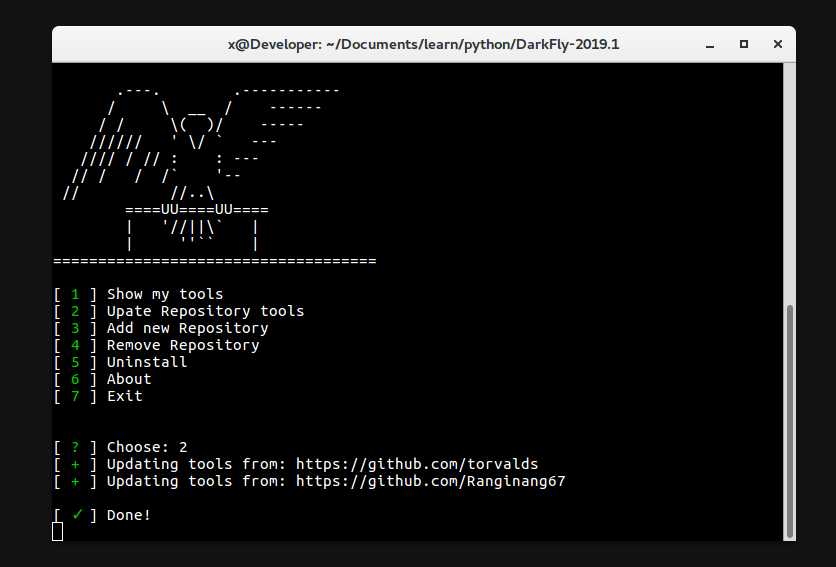 x@Developer: ~/Documents/learn/python/DarkFly-2019.1
[ 1 ] Show my tools
[ 2 ] Upate Repository tools
[ 3 ] Add new Repository
[ 4 ] Remove Repository
[ 5 ] Uninstall
[ 6 ] About
[ 7 ] Exit
[ ? ] Choose: 2
[ + ] Updating tools from: https://github.com/torvalds
[ + ] Updating tools from: https://github.com/Ranginang67
[ ✓ ] Done!